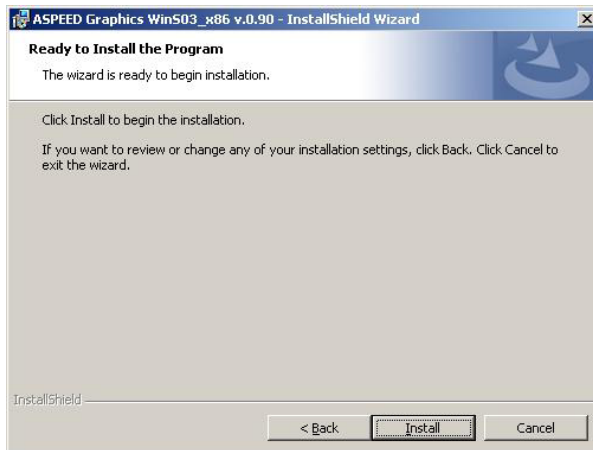 ASPEED Graphics WinS03_x86 v.0.90 - InstallShield Wizard
Ready to Install the Program
The wizard is ready to begin installation.
Click Install to begin the installation.
If you want to review or change any of your installation settings, click Back. Click Cancel to
exit the wizard.
InstallShield
< Back Install Cancel